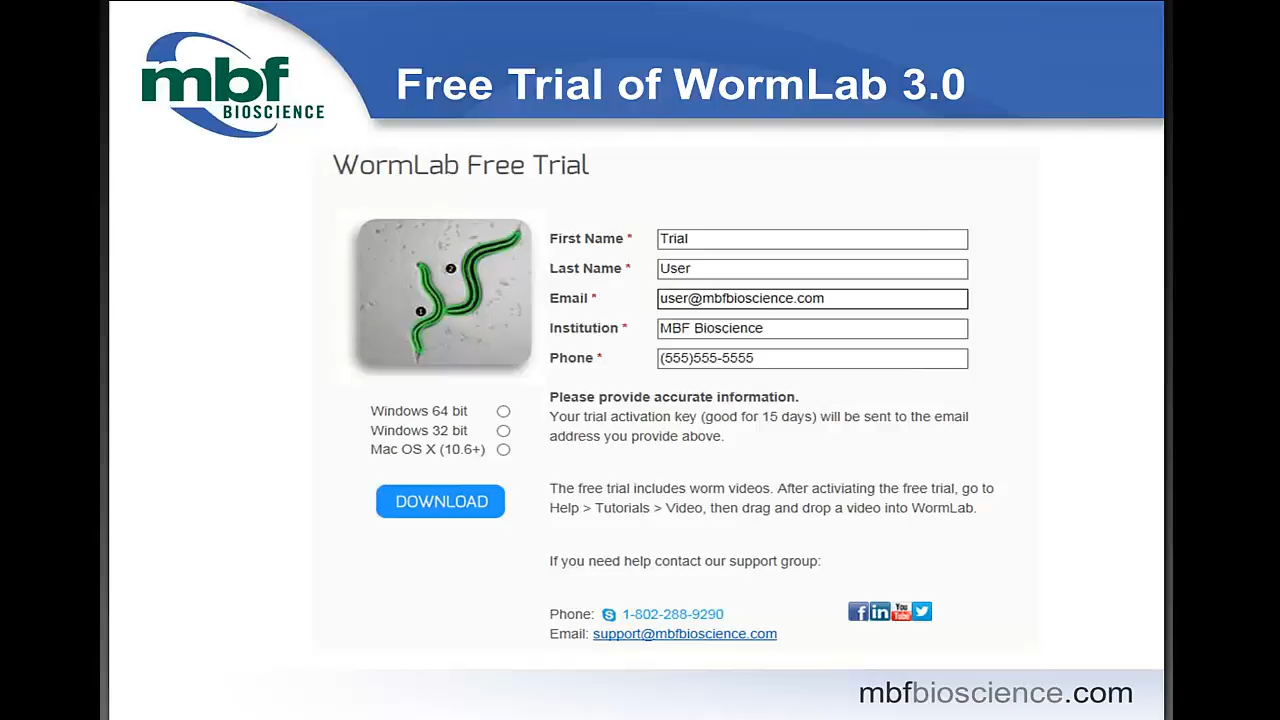 mbf
BIOSCIENCE
Free Trial of WormLab 3.0
WormLab Free Trial
2
1
First Name * Trial
Last Name * User
Email * user@mbfbioscience.com
Institution * MBF Bioscience
Phone * (555)555-5555
Windows 64 bit
Windows 32 bit
Mac OS X (10.6+)
DOWNLOAD
Please provide accurate information.
Your trial activation key (good for 15 days) will be sent to the email
address you provide above.
The free trial includes worm videos. After activiating the free trial, go to
Help > Tutorials > Video, then drag and drop a video into WormLab.
If you need help contact our support group:
Phone: 1-802-288-9290
Email: support@mbfbioscience.com
f in You Tube
mbfbioscience.com